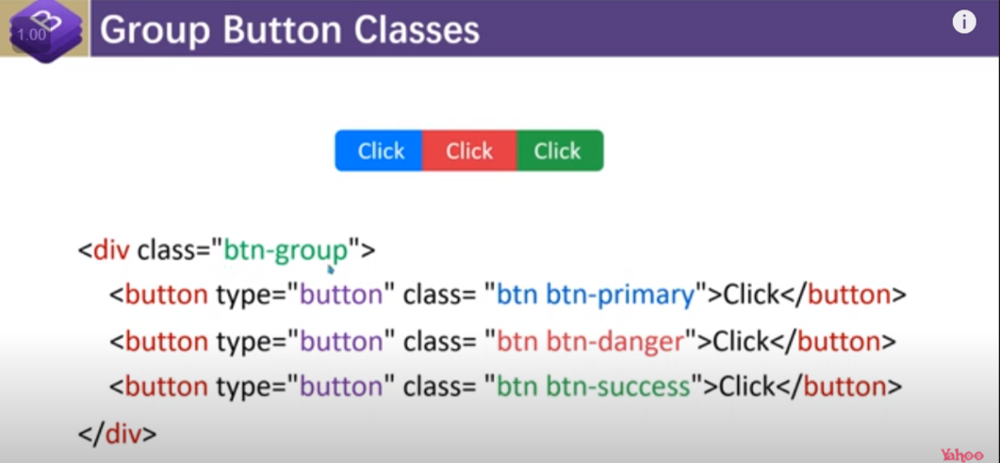 1.00
Group Button Classes
i
Click Click Click
<div class="btn-group">
<button type="button" class= "btn btn-primary">Click</button>
<button type="button" class= "btn btn-danger">Click</button>
<button type="button" class= "btn btn-success">Click</button>
</div>
Yahoo